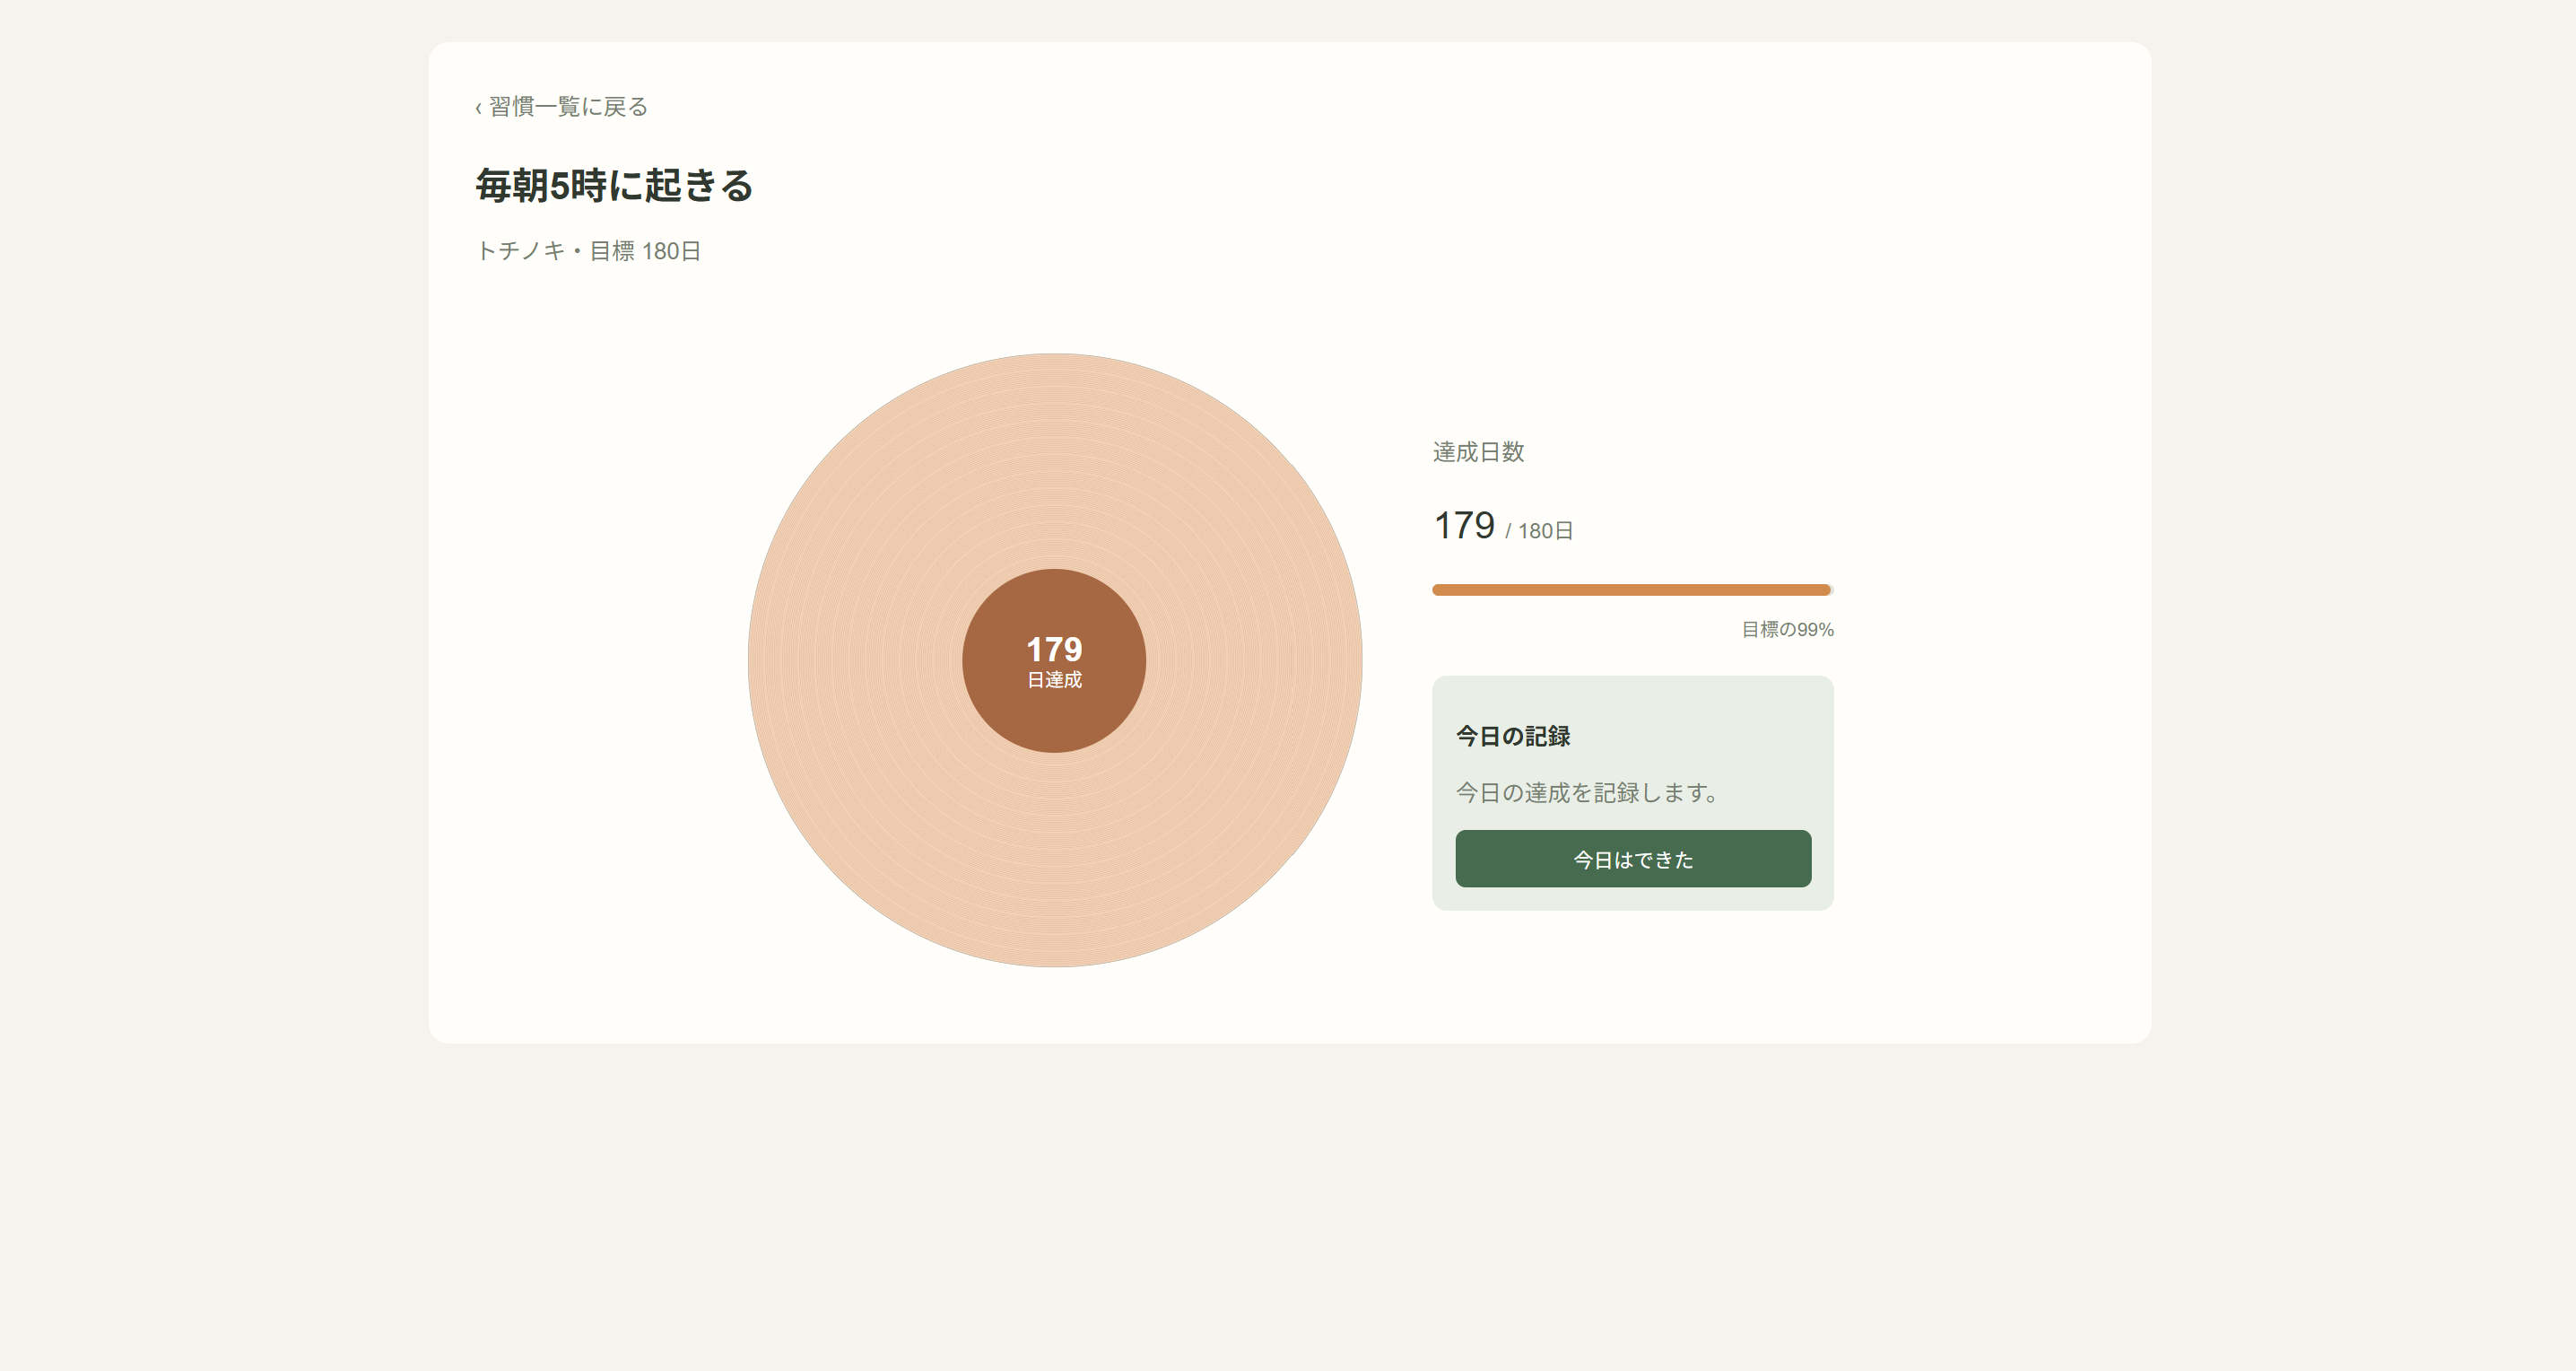 ‹ 習慣一覧に戻る
毎朝5時に起きる
トチノキ・目標 180日
179
日達成
達成日数
179 / 180日
目標の99%
今日の記録
今日の達成を記録します。
今日はできた